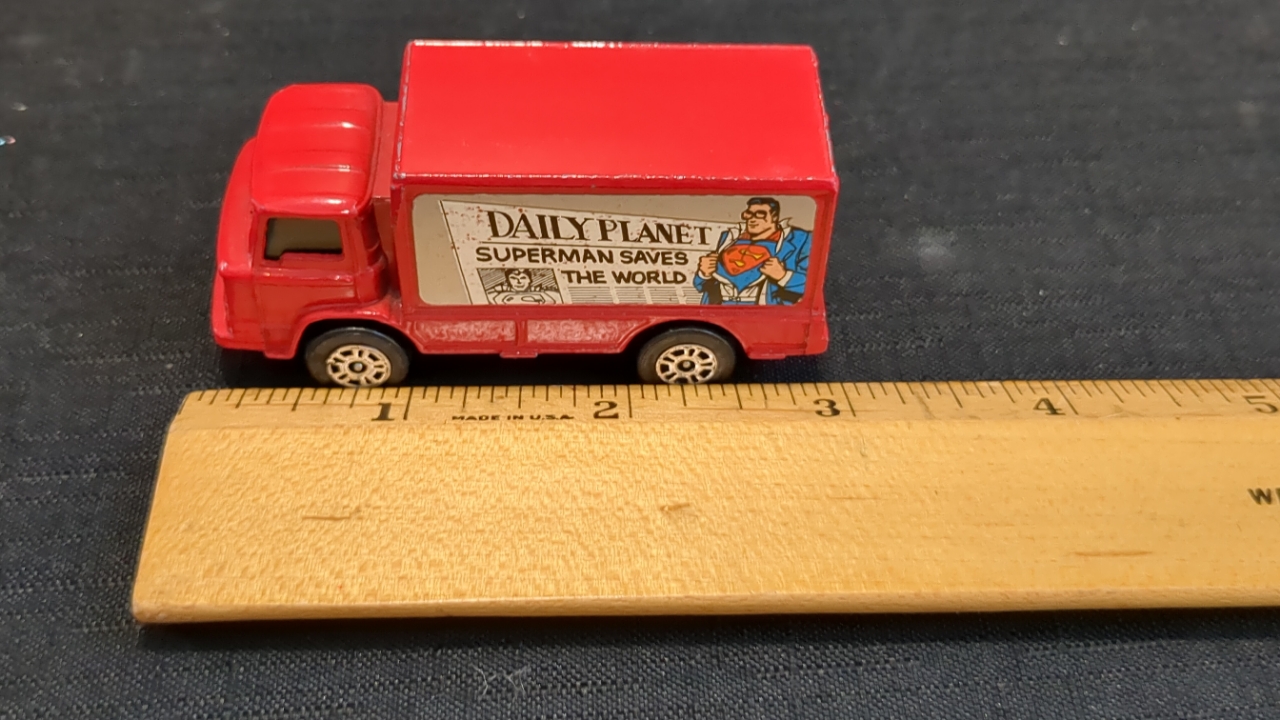 DAILY PLANET
SUPERMAN SAVES
THE WORLD
S
1 2 3 4 5
MADE IN U.S.A.